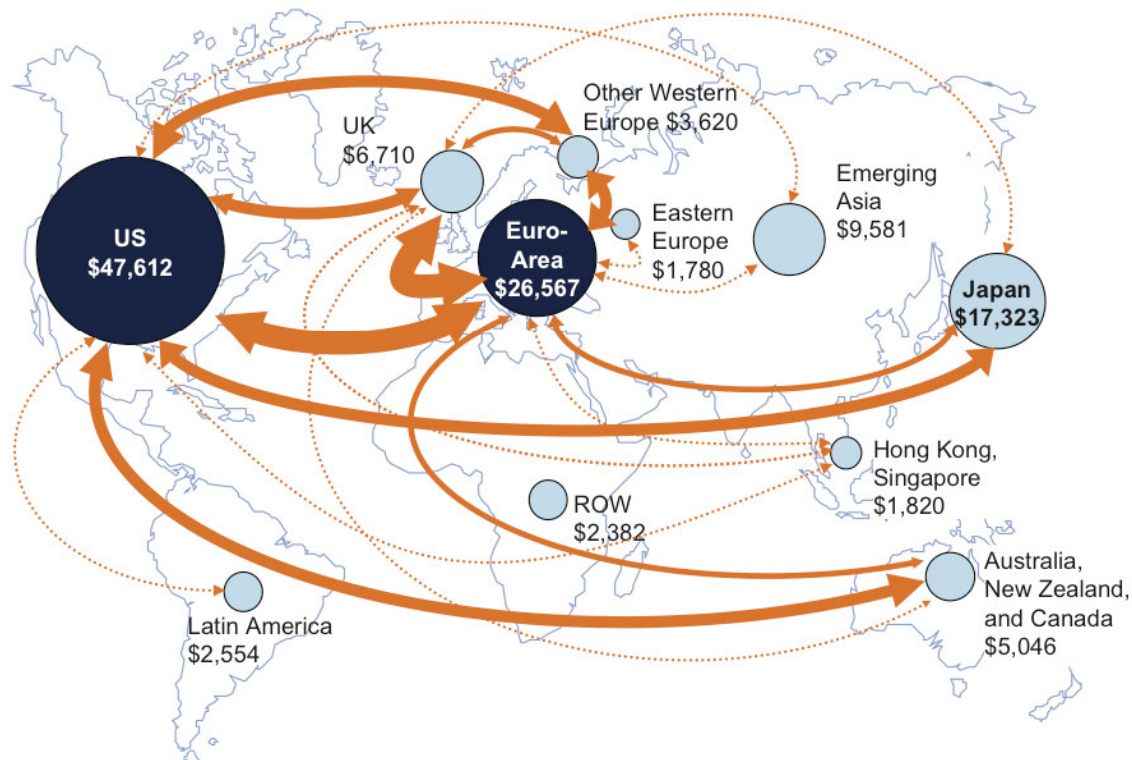 Other Western
Europe $3,620
UK
$6,710
Emerging
Asia
$9,581
US
$47,612
Euro-
Area
$26,567
Eastern
Europe
$1,780
Japan
$17,323
Hong Kong,
Singapore
$1,820
ROW
$2,382
Latin America
$2,554
Australia,
New Zealand,
and Canada
$5,046